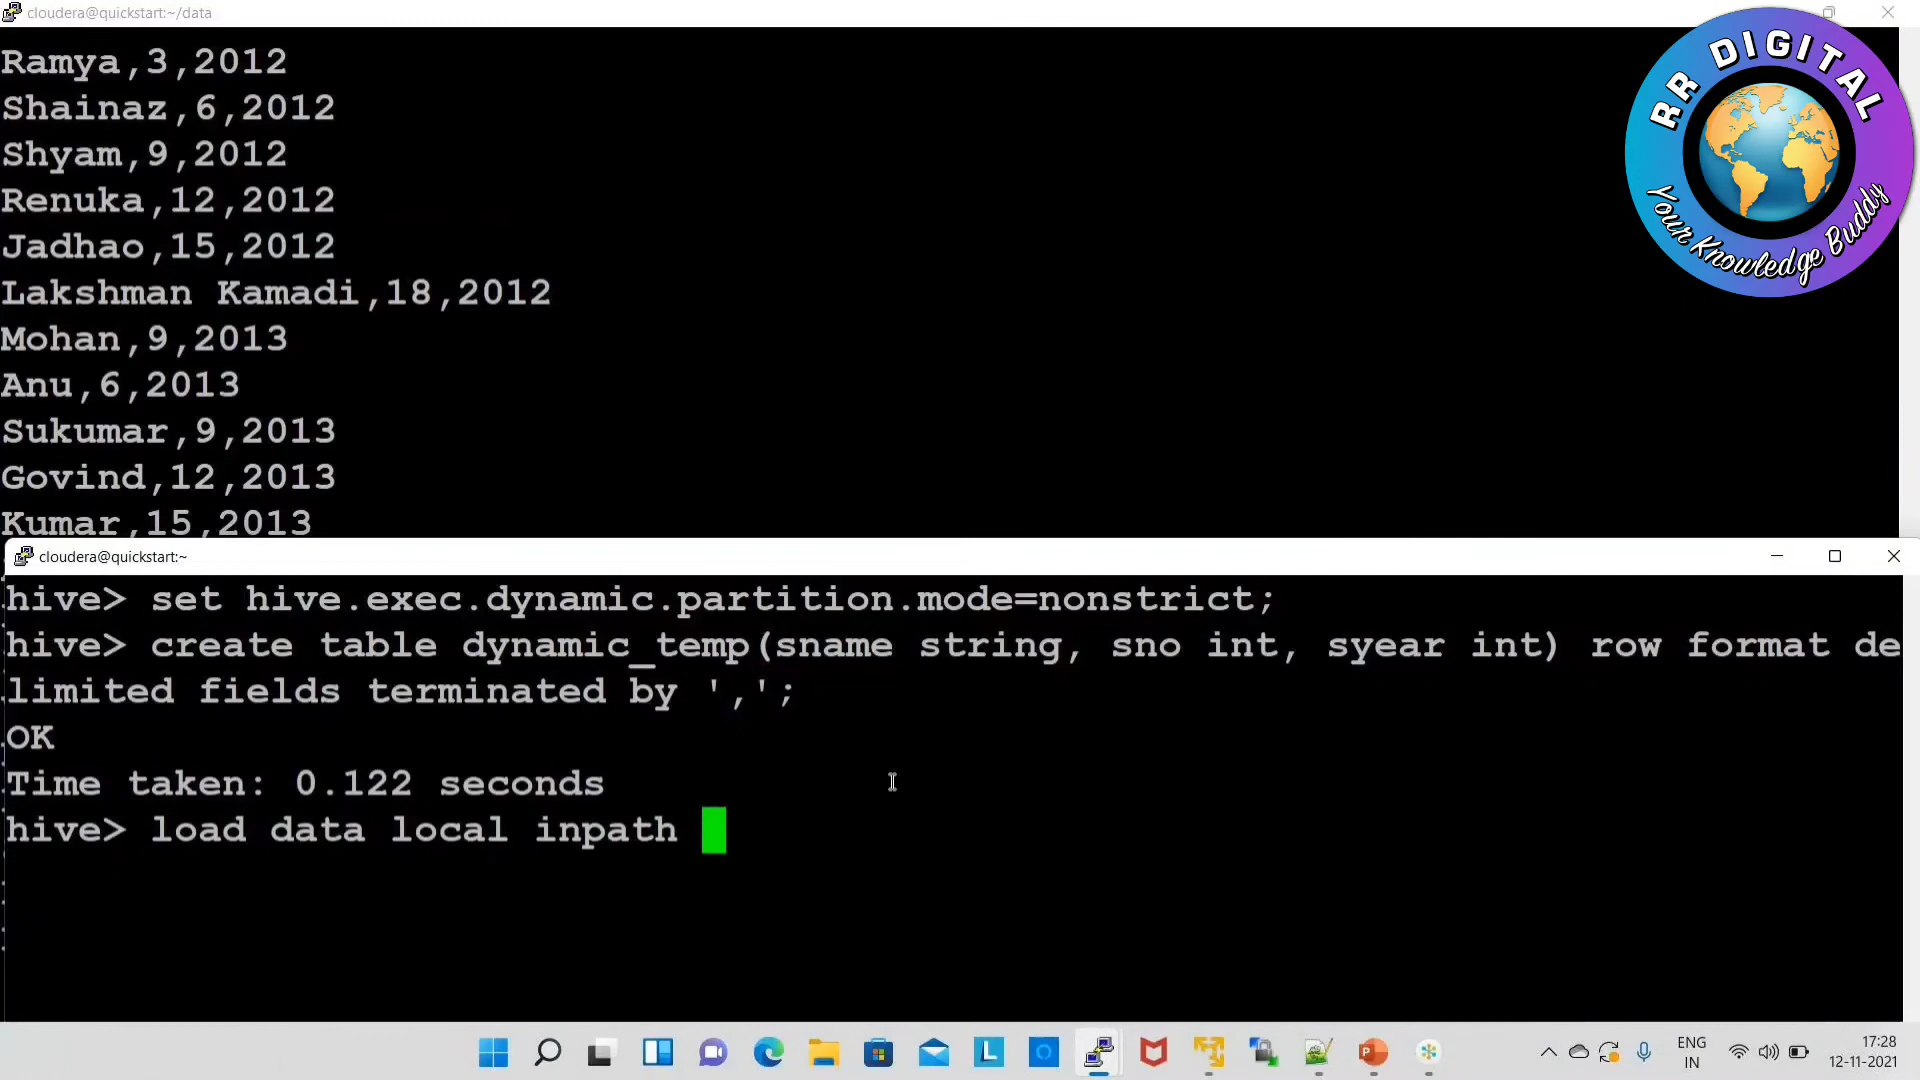 cloudera@quickstart:~/data
Ramya,3,2012
Shainaz,6,2012
Shyam,9,2012
Renuka,12,2012
Jadhao,15,2012
Lakshman Kamadi,18,2012
Mohan,9,2013
Anu,6,2013
Sukumar,9,2013
Govind,12,2013
Kumar,15,2013
RR DIGITAL
Your Knowledge Buddy
cloudera@quickstart:~
hive> set hive.exec.dynamic.partition.mode=nonstrict;
hive> create table dynamic_temp(sname string, sno int, syear int) row format de
limited fields terminated by ',';
OK
Time taken: 0.122 seconds
hive> load data local inpath
L
ENG
IN
17:28
12-11-2021